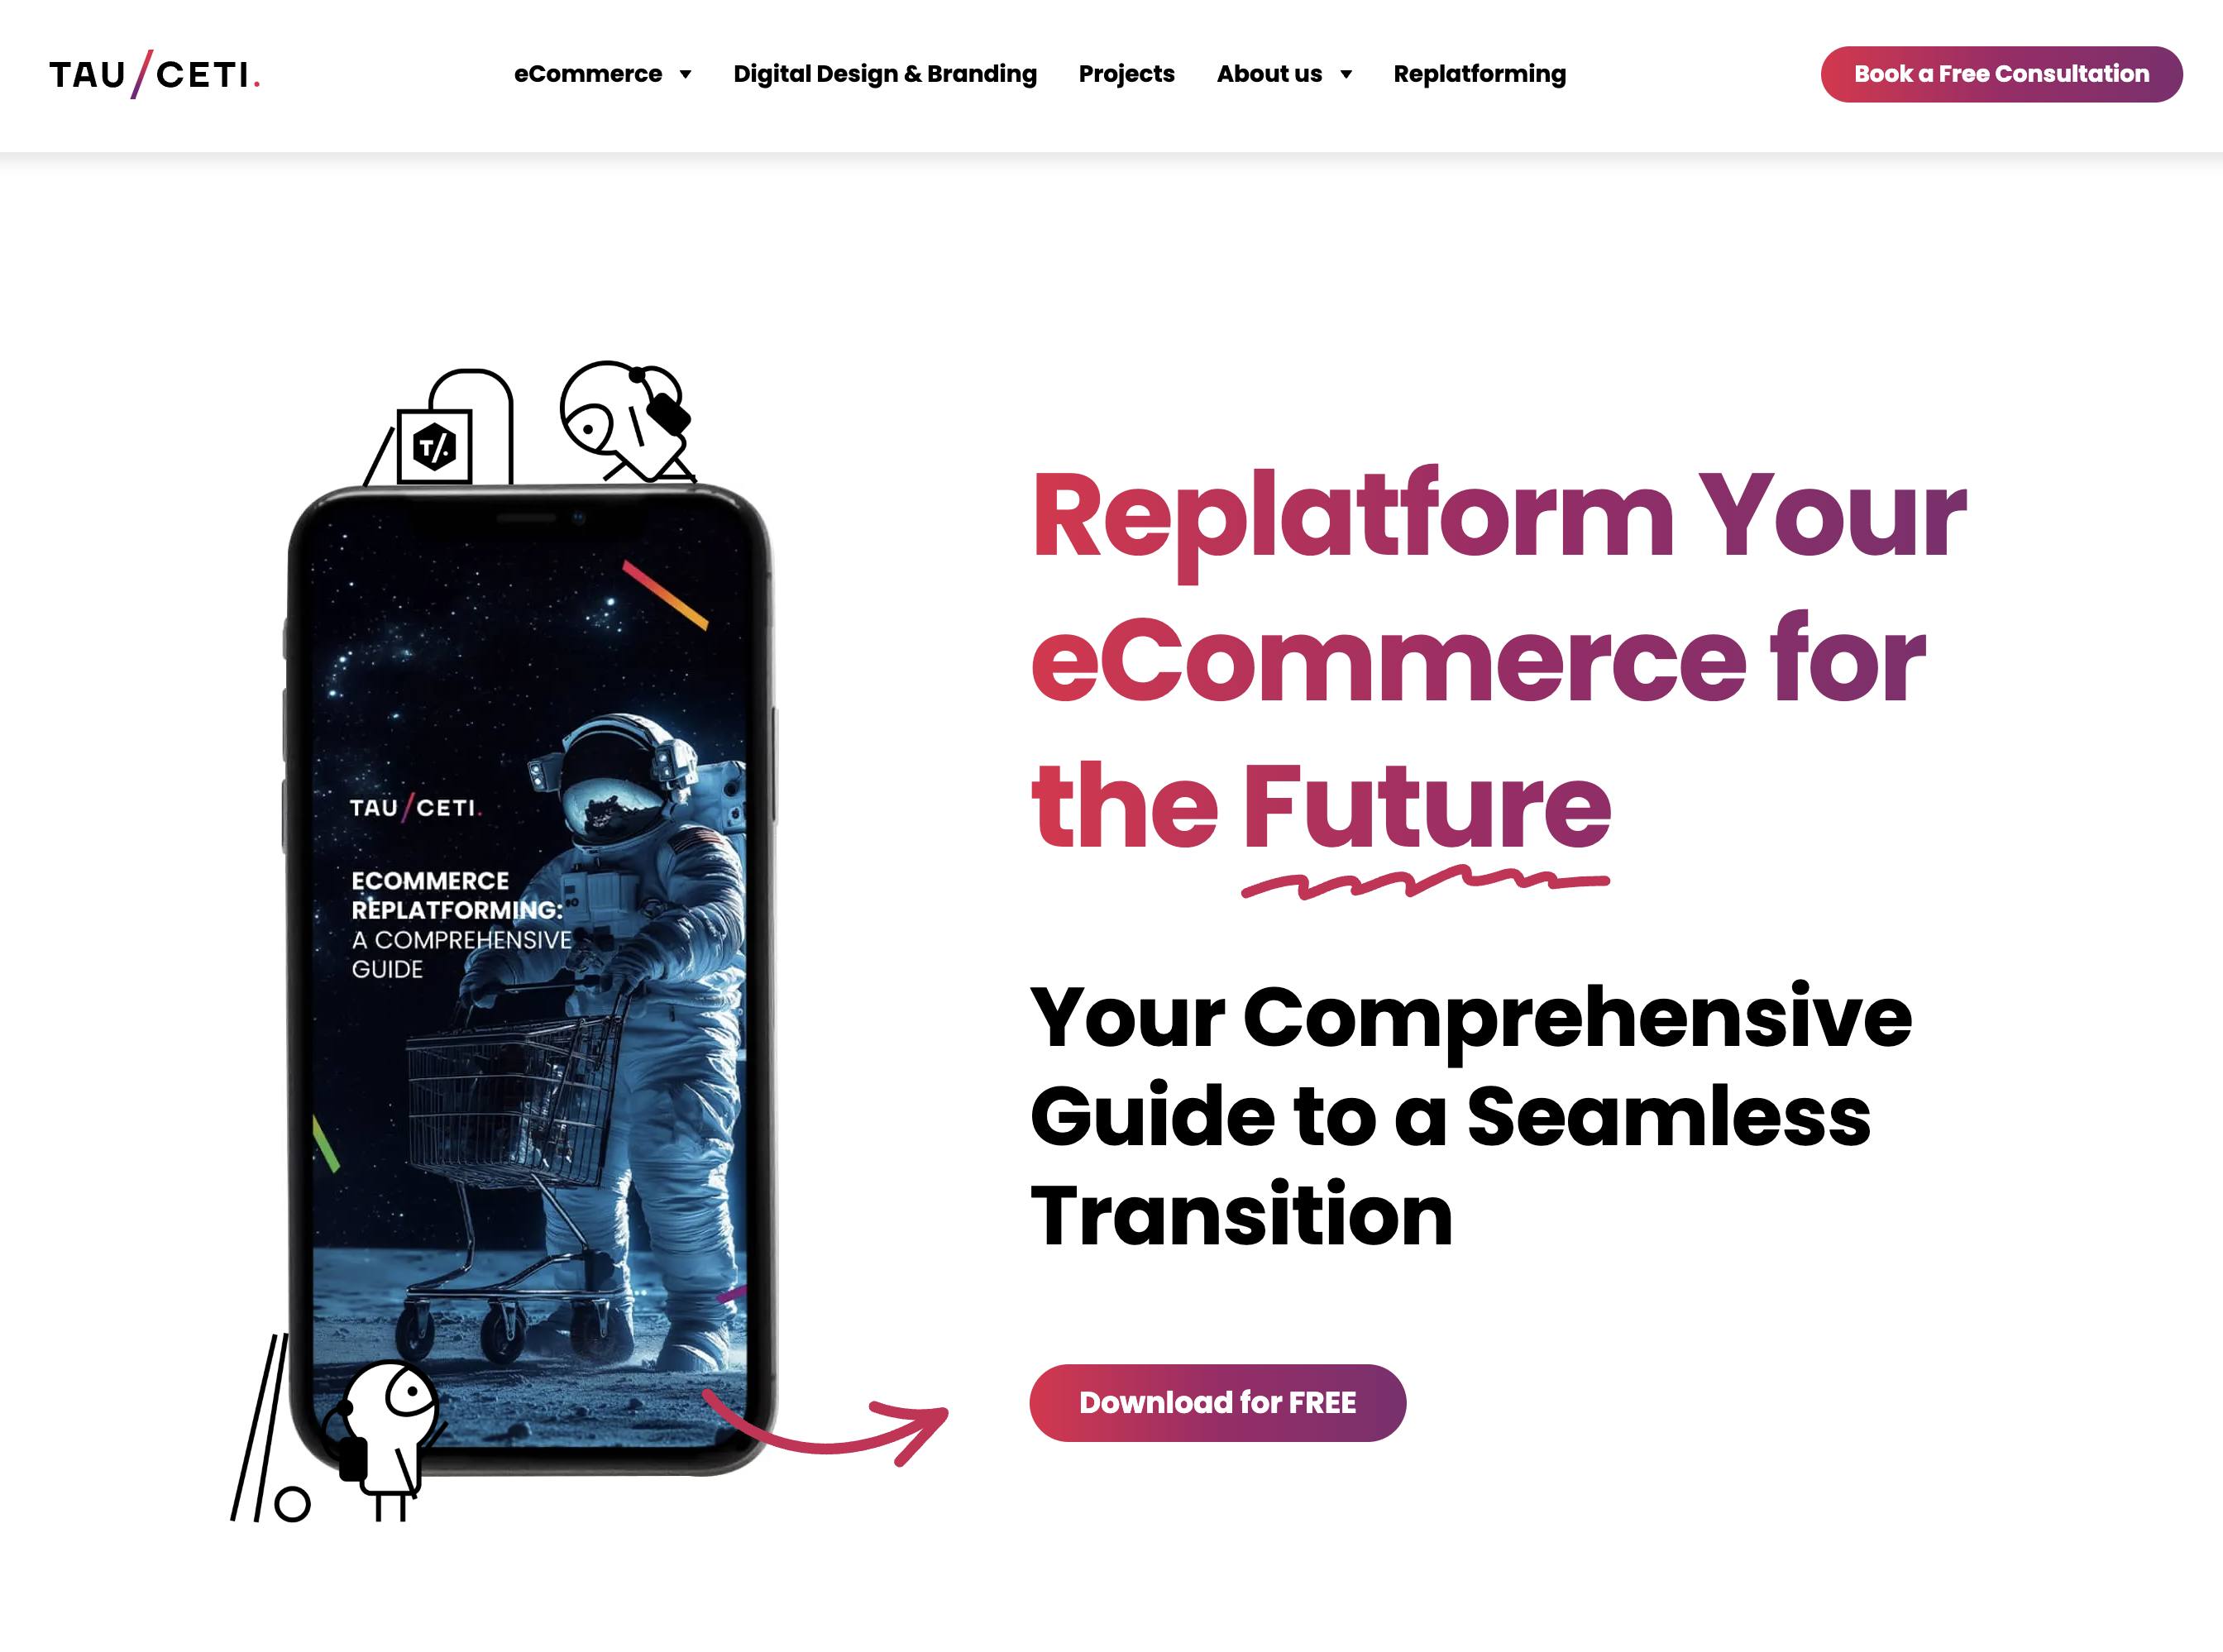 TAU/CETI.
eCommerce
Digital Design & Branding
Projects
About us
Replatforming
Book a Free Consultation
T/.
TAU/CETI.
ECOMMERCE
REPLATFORMING:
A COMPREHENSIVE
GUIDE
Replatform Your
eCommerce for
the Future
Your Comprehensive
Guide to a Seamless
Transition
Download for FREE